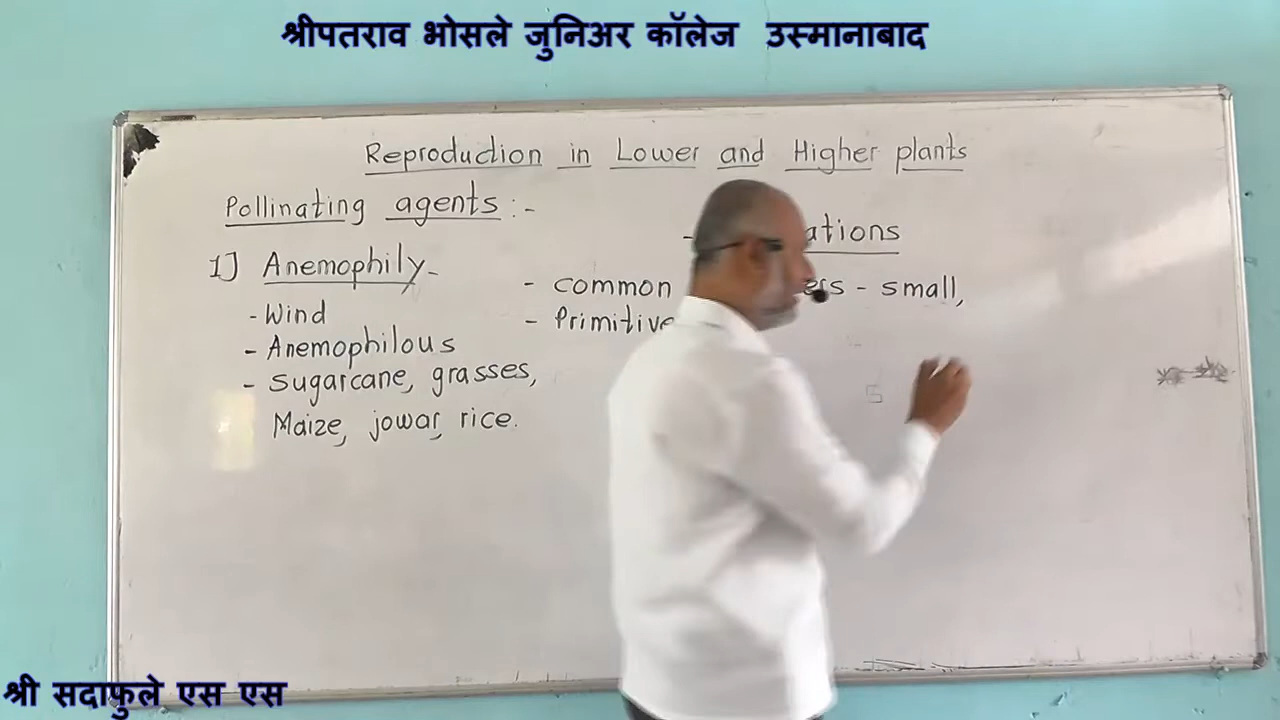 श्रीपतराव भोसले जुनिअर कॉलेज उस्मानाबाद
Reproduction in Lower and Higher plants
Pollinating agents :-
1] Anemophily-
- Wind
- Anemophilous
- Sugarcane, grasses,
Maize, jowar, rice.
- common
- Primitive
- small,
श्री सदाफुले एस एस